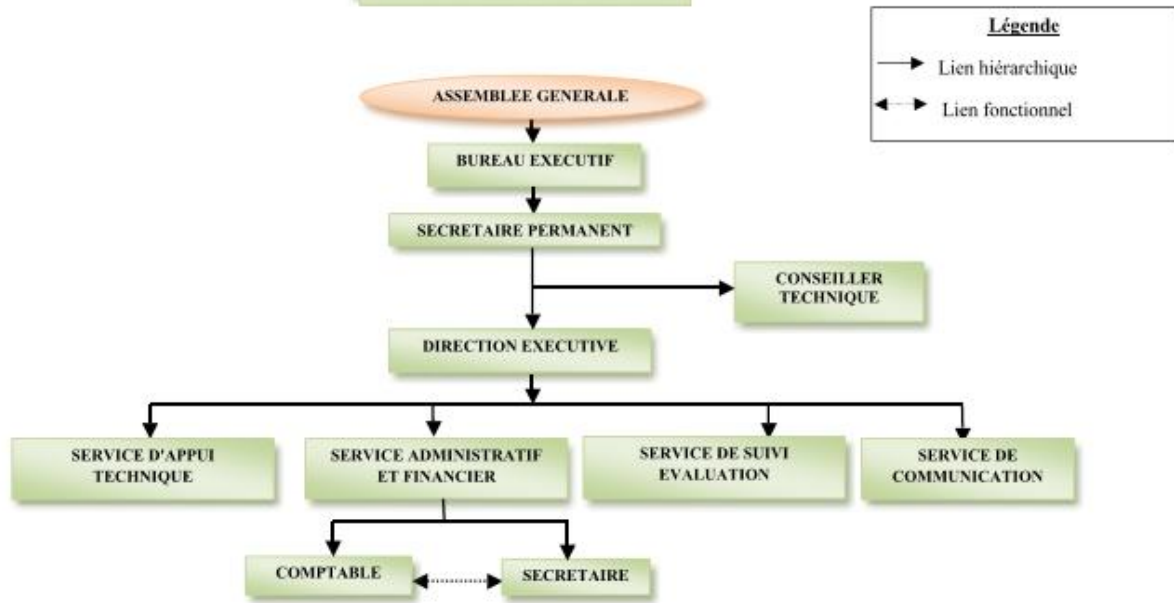 Légende
Lien hiérarchique
Lien fonctionnel
ASSEMBLEE GENERALE
BUREAU EXECUTIF
SECRETAIRE PERMANENT
CONSEILLER
TECHNIQUE
DIRECTION EXECUTIVE
SERVICE D'APPUI
TECHNIQUE
SERVICE ADMINISTRATIF
ET FINANCIER
SERVICE DE SUIVI
EVALUATION
SERVICE DE
COMMUNICATION
COMPTABLE
SECRETAIRE